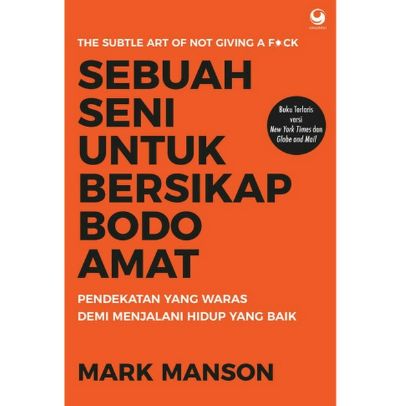 THE SUBTLE ART OF NOT GIVING A F*CK
SEBUAH
SENI
UNTUK
BERSIKAP
BODO
AMAT
Buku Terlaris
versi
New York Times dan
Globe and Mail
PENDEKATAN YANG WARAS
DEMI MENJALANI HIDUP YANG BAIK
MARK MANSON